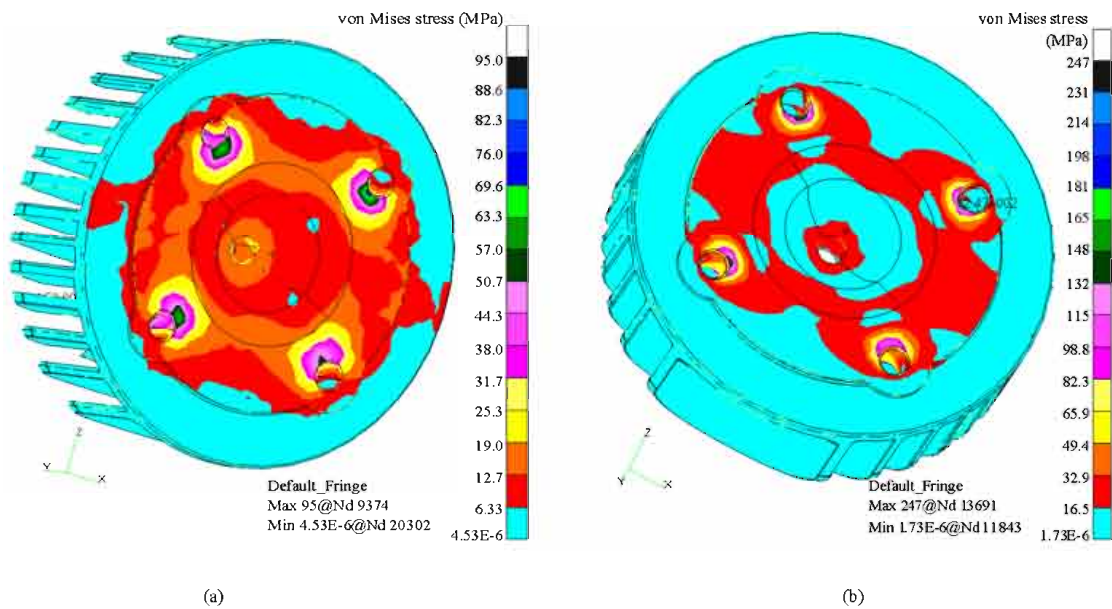 von Mises stress (MPa)
95.0
88.6
82.3
76.0
69.6
63.3
57.0
50.7
44.3
38.0
31.7
25.3
19.0
12.7
6.33
4.53E-6
Z
Y
X
Default_Fringe
Max 95@Nd 9374
Min 4.53E-6@Nd 20302
(a)
von Mises stress
(MPa)
247
231
214
198
181
165
148
132
115
98.8
82.3
65.9
49.4
32.9
16.5
1.73E-6
Z
Y
X
Default_Fringe
Max 247@Nd 13691
Min 1.73E-6@Nd 11843
(b)